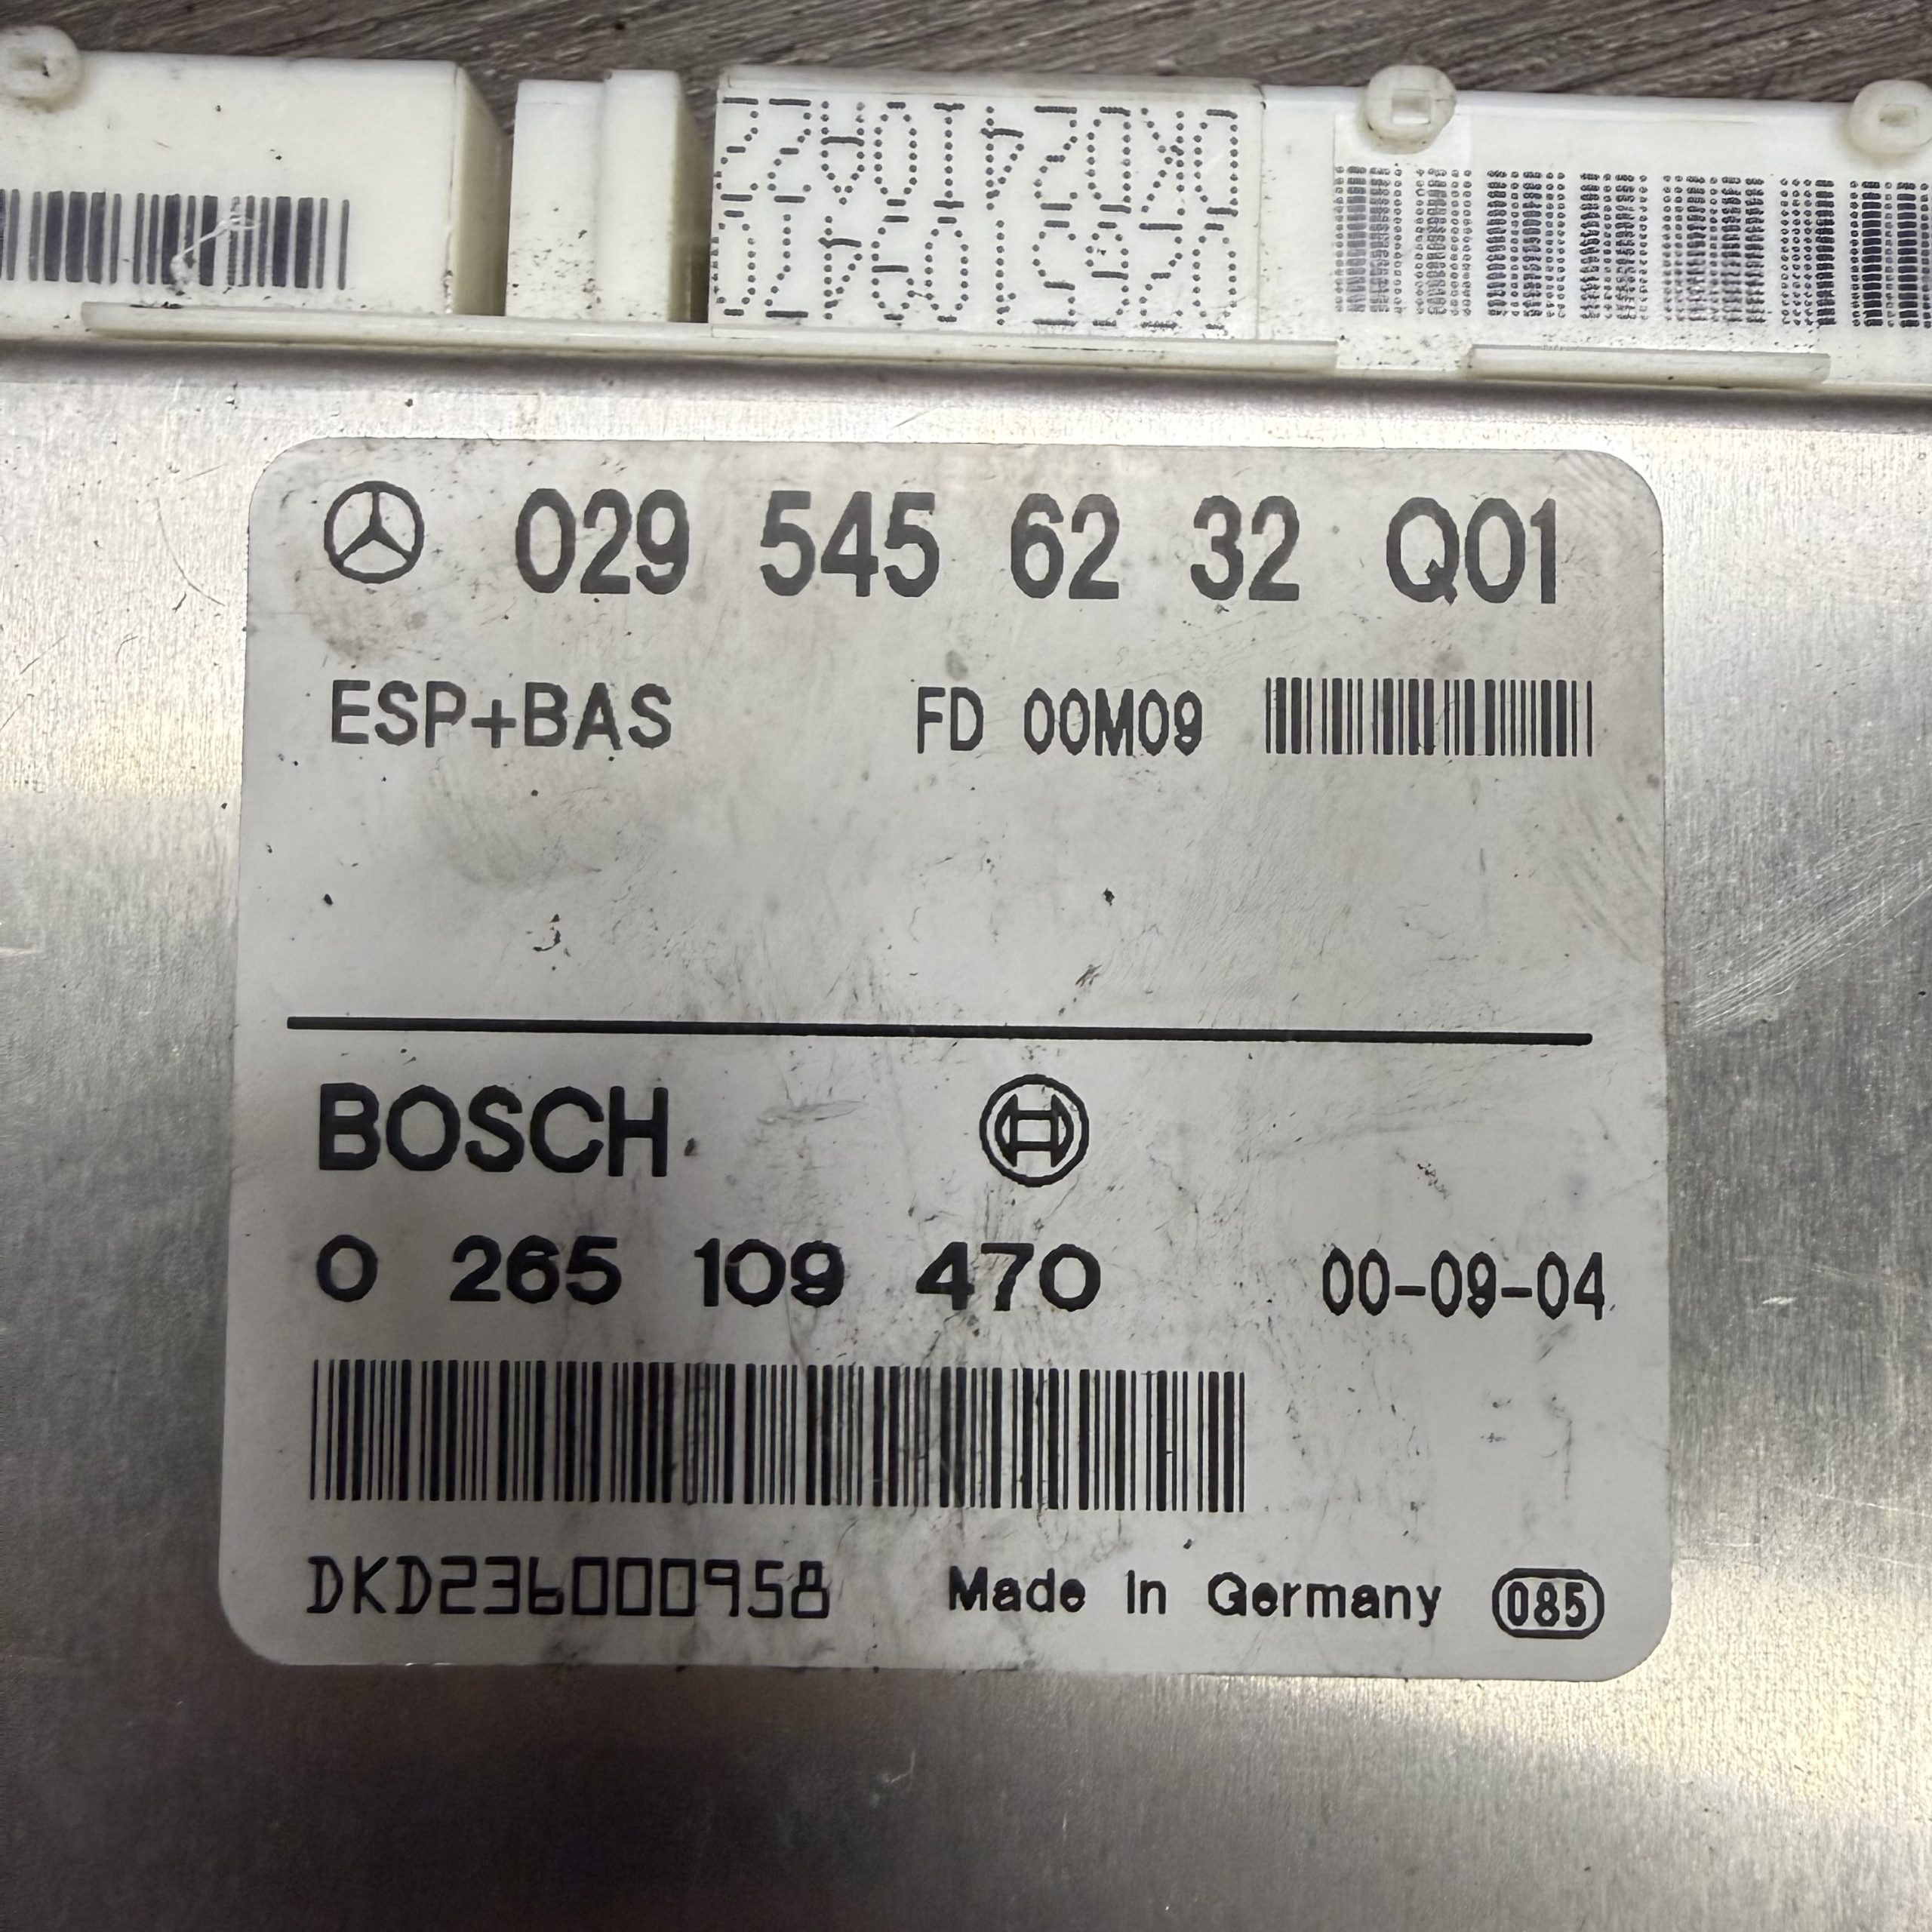 0265109470
029 545 62 32 Q01
ESP+BAS FD 00M09
BOSCH
0 265 109 470 00-09-04
DKD236000958 Made in Germany 085